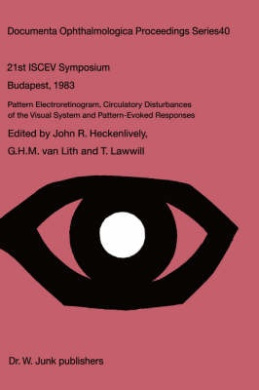 Documenta Ophthalmologica Proceedings Series40
21st ISCEV Symposium
Budapest, 1983
Pattern Electroretinogram, Circulatory Disturbances
of the Visual System and Pattern-Evoked Responses
Edited by John R. Heckenlively,
G.H.M. van Lith and T. Lawwill
Dr. W. Junk publishers